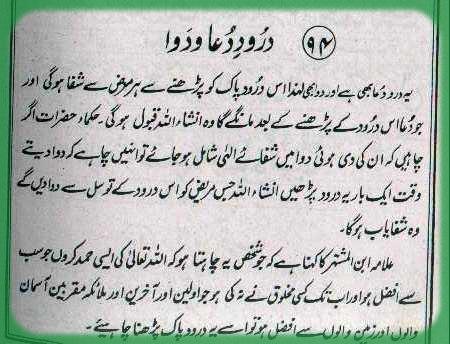 ۹۴ درودِ دُعا و دَوا
یہ درود دعا بھی ہے اور دوا بھی لہٰذا اس درودِ پاک کو پڑھنے سے ہر مرض سے شفا ہوگی اور
جو دُعا اس درود کے پڑھنے کے بعد مانگے گا وہ انشاء اللہ قبول ہوگی۔ حکماء حضرات اگر
چاہیں کہ ان کی دی ہوئی دوا میں شفائے الٰہی شامل ہو جائے تو انہیں چاہیے کہ دوا دیتے
وقت ایک بار یہ درود پڑھیں انشاء اللہ جس مریض کو اس درود کے توسل سے دوا دیں گے
وہ شفایاب ہوگا۔
علامہ ابن المشتہر کا کہنا ہے کہ جو شخص یہ چاہتا ہو کہ اللہ تعالیٰ کی ایسی حمد کروں جو سب
سے افضل ہو اور اب تک کسی مخلوق نے نہ کی ہو جو اولین اور آخرین اور ملائکہ مقربین آسمان
والوں اور زمین والوں سے افضل ہو تو اسے یہ درود پاک پڑھنا چاہیئے۔